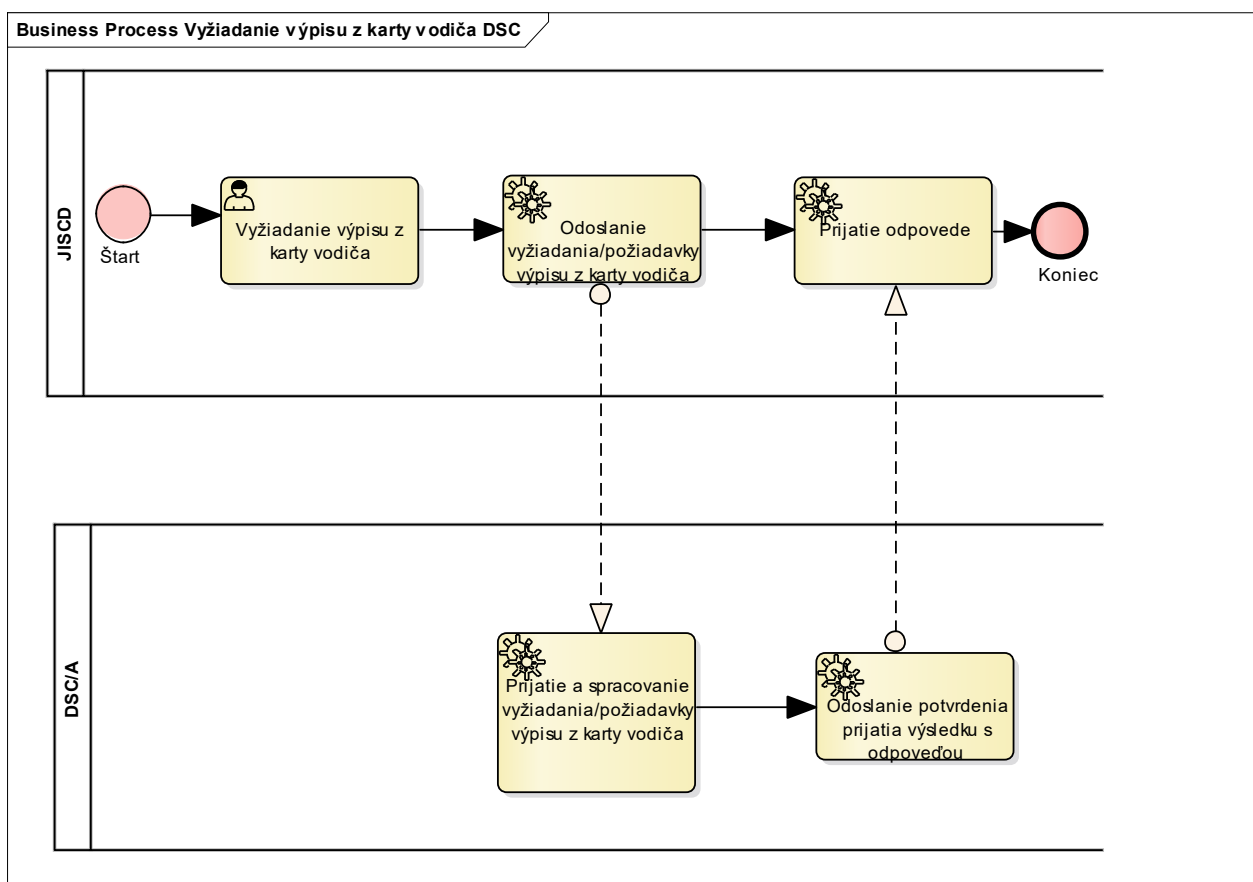 Business Process Vyžiadanie výpisu z karty vodiča DSC
JISCD
Štart
Vyžiadanie výpisu z
karty vodiča
Odoslanie
vyžiadania/požiadavky
výpisu z karty vodiča
Prijatie odpovede
Koniec
DSC/A
Prijatie a spracovanie
vyžiadania/požiadavky
výpisu z karty vodiča
Odoslanie potvrdenia
prijatia výsledku s
odpoveďou